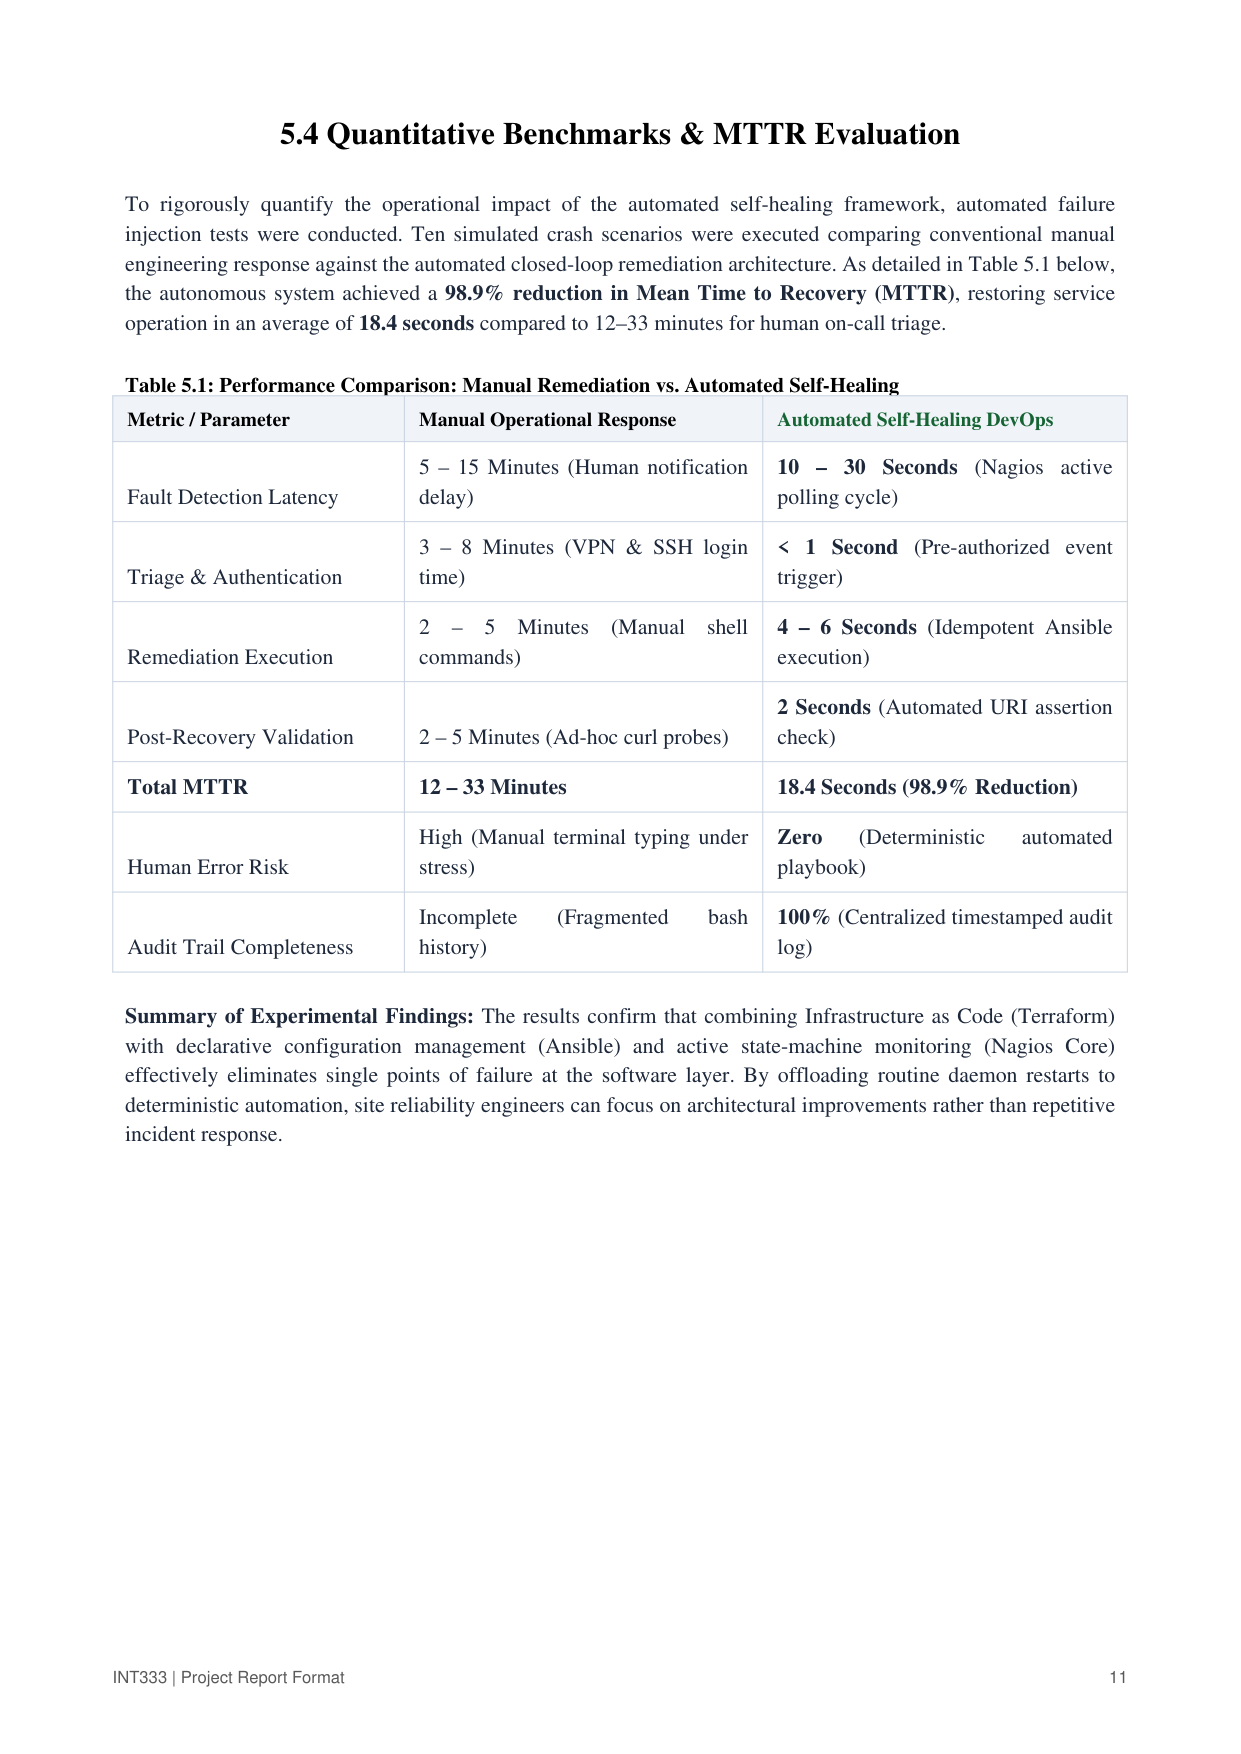 5.4 Quantitative Benchmarks & MTTR Evaluation
To rigorously quantify the operational impact of the automated self-healing framework, automated failure
injection tests were conducted. Ten simulated crash scenarios were executed comparing conventional manual
engineering response against the automated closed-loop remediation architecture. As detailed in Table 5.1 below,
the autonomous system achieved a 98.9% reduction in Mean Time to Recovery (MTTR), restoring service
operation in an average of 18.4 seconds compared to 12–33 minutes for human on-call triage.
Table 5.1: Performance Comparison: Manual Remediation vs. Automated Self-Healing
Metric / Parameter
Manual Operational Response
Automated Self-Healing DevOps
Fault Detection Latency
5 – 15 Minutes (Human notification
delay)
10 – 30 Seconds (Nagios active
polling cycle)
Triage & Authentication
3 – 8 Minutes (VPN & SSH login
time)
< 1 Second (Pre-authorized event
trigger)
Remediation Execution
2 – 5 Minutes (Manual shell
commands)
4 – 6 Seconds (Idempotent Ansible
execution)
Post-Recovery Validation
2 – 5 Minutes (Ad-hoc curl probes)
2 Seconds (Automated URI assertion
check)
Total MTTR
12 – 33 Minutes
18.4 Seconds (98.9% Reduction)
Human Error Risk
High (Manual terminal typing under
stress)
Zero (Deterministic automated
playbook)
Audit Trail Completeness
Incomplete (Fragmented bash
history)
100% (Centralized timestamped audit
log)
Summary of Experimental Findings: The results confirm that combining Infrastructure as Code (Terraform)
with declarative configuration management (Ansible) and active state-machine monitoring (Nagios Core)
effectively eliminates single points of failure at the software layer. By offloading routine daemon restarts to
deterministic automation, site reliability engineers can focus on architectural improvements rather than repetitive
incident response.
INT333 | Project Report Format
11